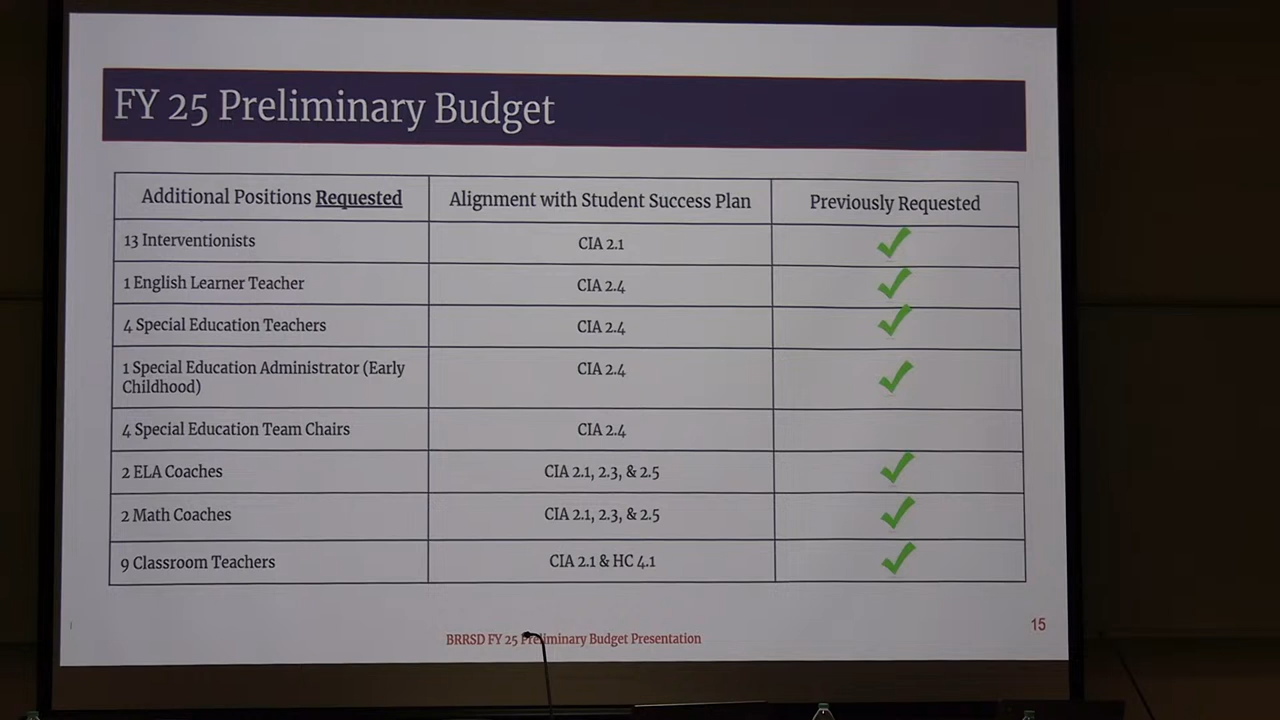 FY 25 Preliminary Budget
Additional Positions Requested
Alignment with Student Success Plan
Previously Requested
13 Interventionists
CIA 2.1
1 English Learner Teacher
CIA 2.4
4 Special Education Teachers
CIA 2.4
1 Special Education Administrator (Early
Childhood)
CIA 2.4
4 Special Education Team Chairs
CIA 2.4
2 ELA Coaches
CIA 2.1, 2.3, & 2.5
2 Math Coaches
CIA 2.1, 2.3, & 2.5
9 Classroom Teachers
CIA 2.1 & HC 4.1
BRRSD FY 25 Preliminary Budget Presentation
15